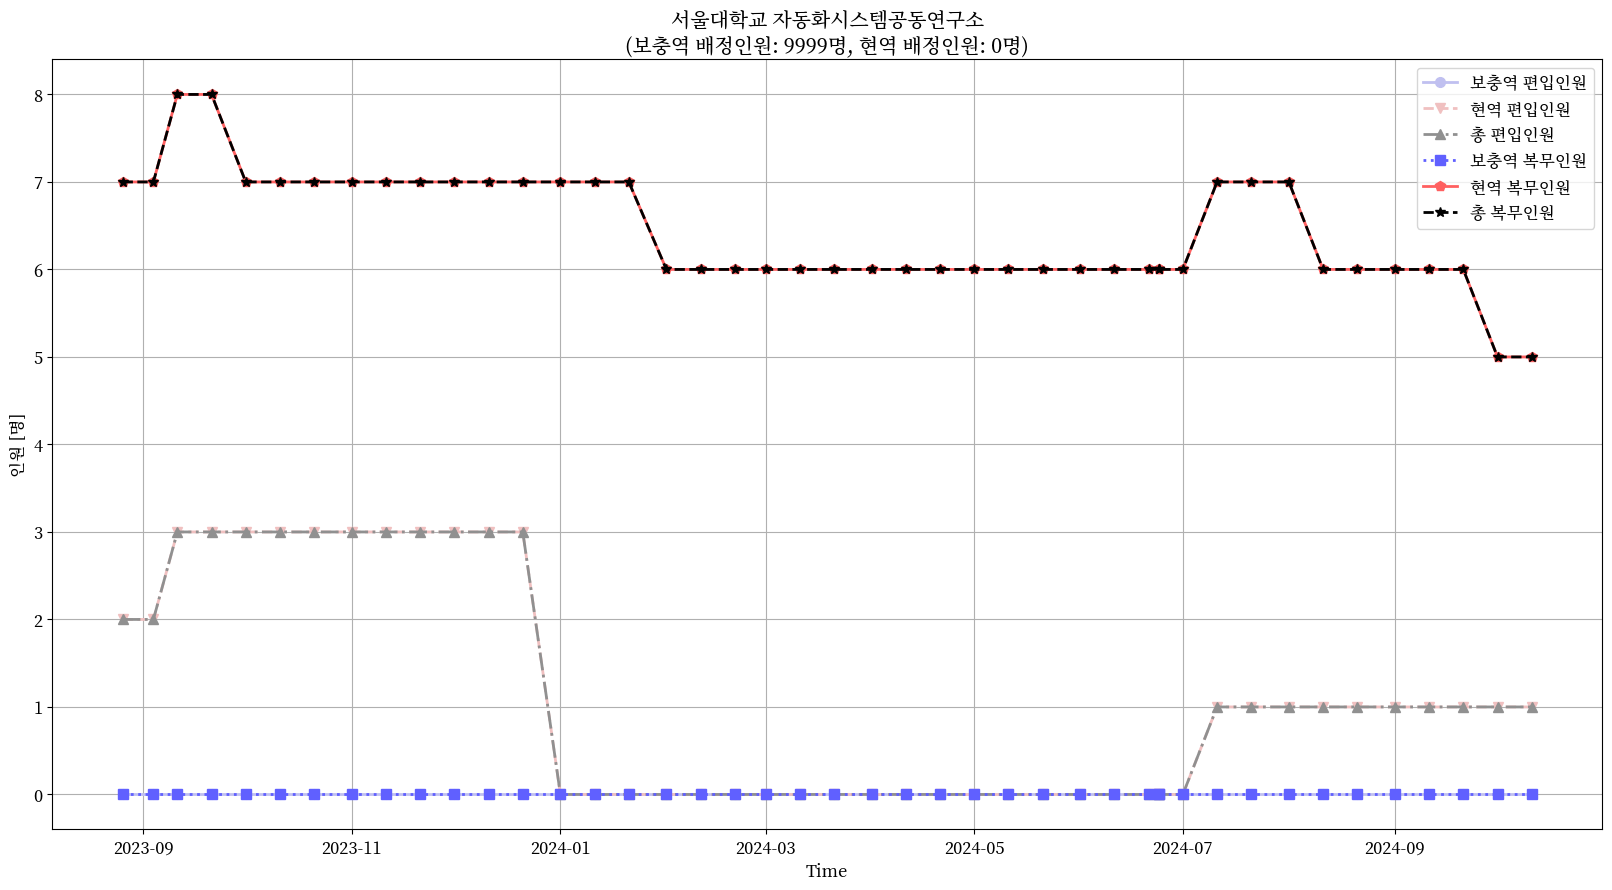 서울대학교 자동화시스템공동연구소
(보충역 배정인원: 9999명, 현역 배정인원: 0명)
보충역 편입인원
현역 편입인원
총 편입인원
보충역 복무인원
현역 복무인원
총 복무인원
8
7
6
5
4
3
2
1
0
인원 [명]
2023-09 2023-11 2024-01 2024-03 2024-05 2024-07 2024-09
Time